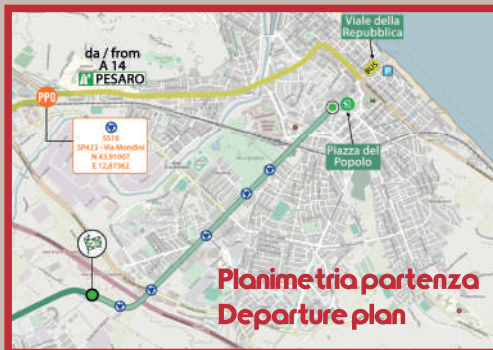 Viale della
Repubblica
da / from
A 14
PESARO
BUS
P
PPO
SS16
SP423 - Via Mondini
N 43,91007
E 12,87362
Piazza del
Popolo
Planimetria partenza
Departure plan